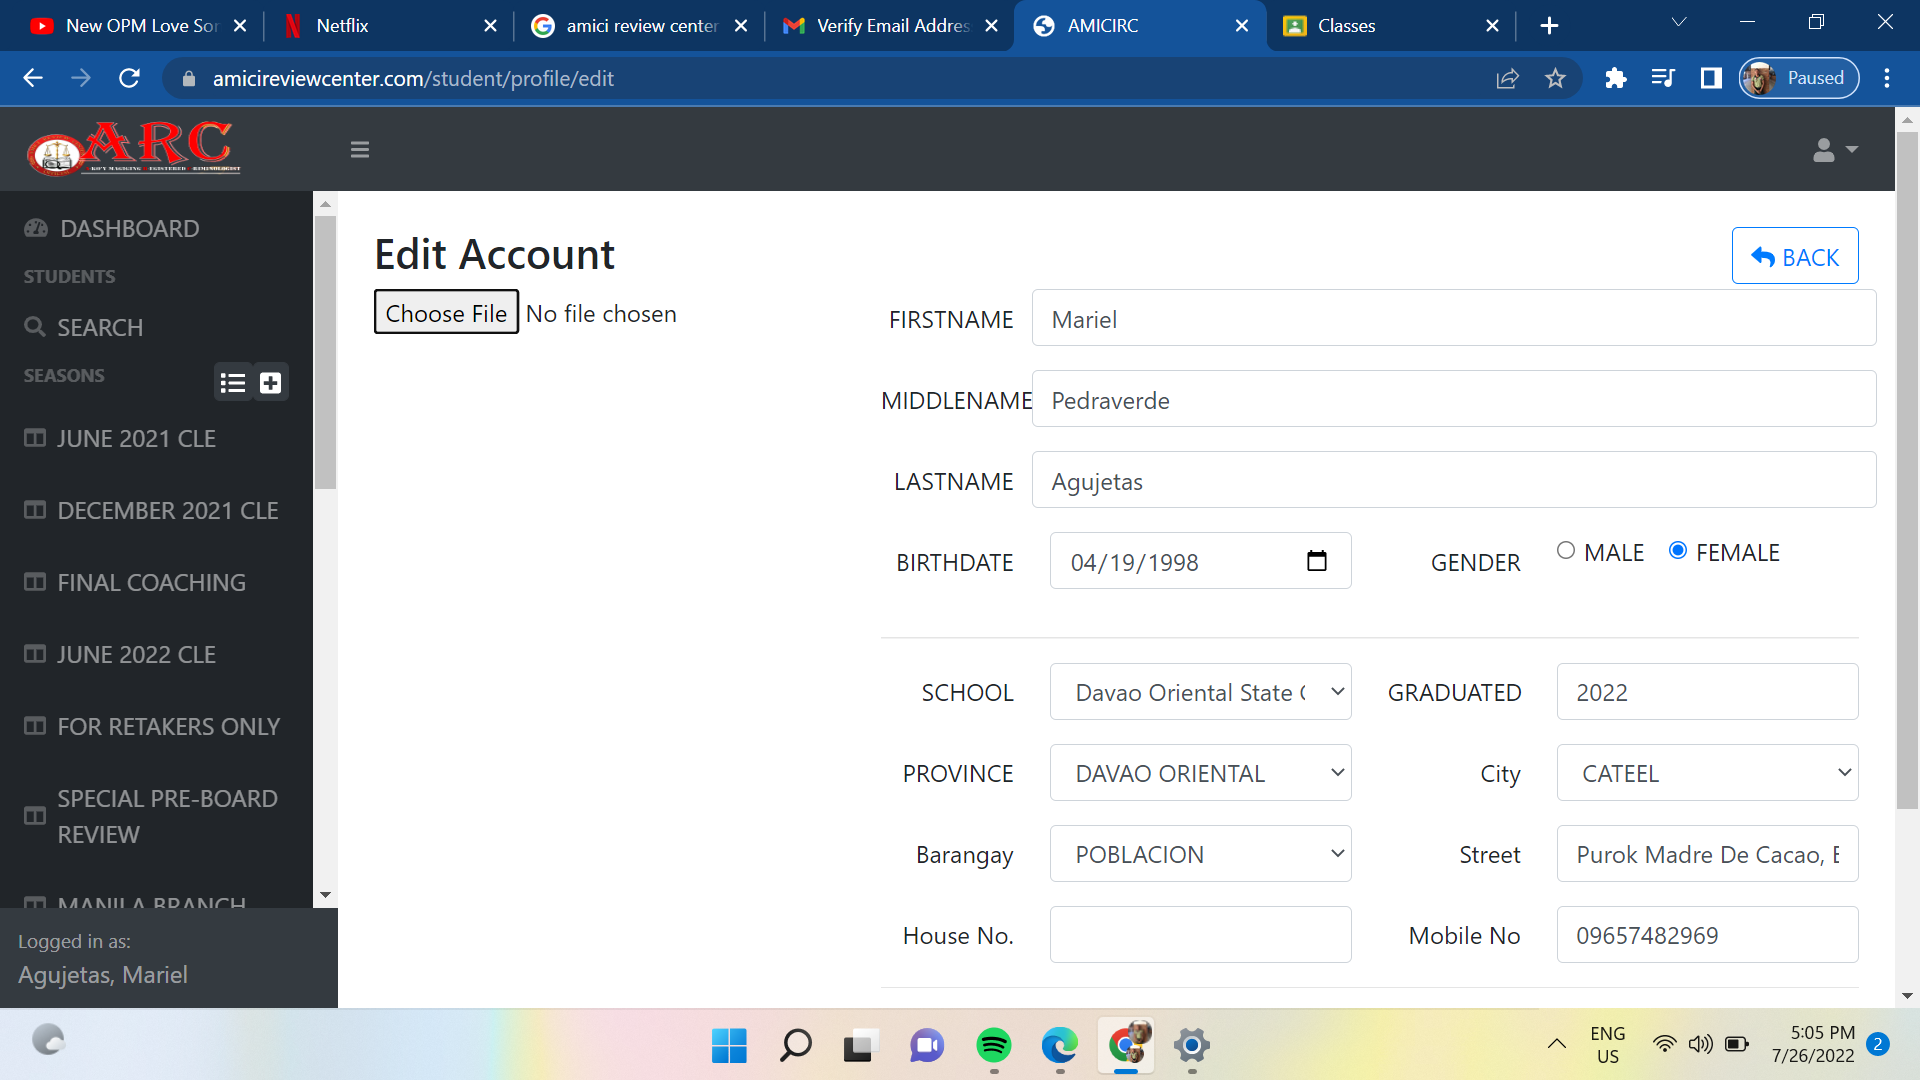 New OPM Love Sor
Netflix
amici review center
Verify Email Addres
AMICIRC
Classes
amicireviewcenter.com/student/profile/edit
Paused
ARC
DASHBOARD
STUDENTS
SEARCH
SEASONS
JUNE 2021 CLE
DECEMBER 2021 CLE
FINAL COACHING
JUNE 2022 CLE
FOR RETAKERS ONLY
SPECIAL PRE-BOARD
REVIEW
MANILA BRANCH
Logged in as:
Agujetas, Mariel
Edit Account
BACK
Choose File No file chosen
FIRSTNAME Mariel
MIDDLENAME Pedraverde
LASTNAME Agujetas
BIRTHDATE 04/19/1998 GENDER MALE FEMALE
SCHOOL Davao Oriental State GRADUATED 2022
PROVINCE DAVAO ORIENTAL City CATEEL
Barangay POBLACION Street Purok Madre De Cacao,
House No. Mobile No 09657482969
ENG
US
5:05 PM
7/26/2022
2